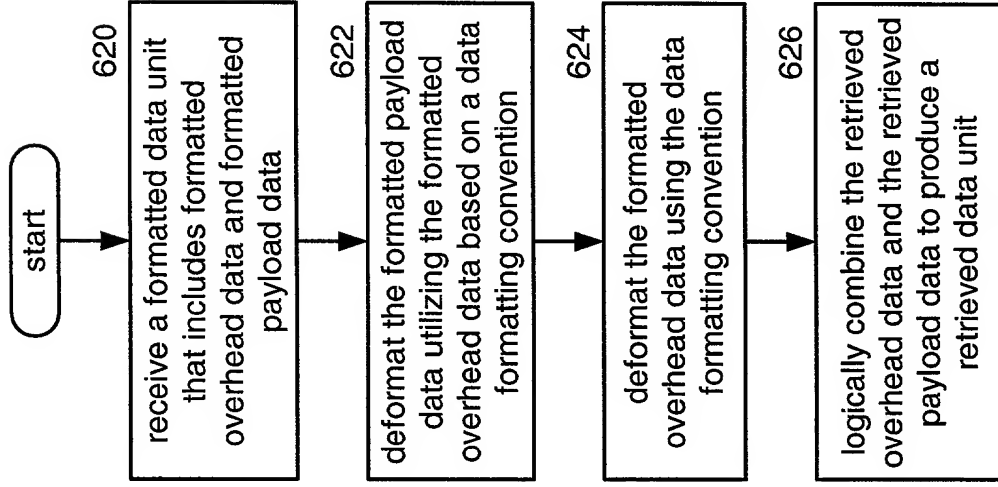 start
620
receive a formatted data unit
that includes formatted
overhead data and formatted
payload data
622
deformat the formatted payload
data utilizing the formatted
overhead data based on a data
formatting convention
624
deformat the formatted
overhead data using the data
formatting convention
626
logically combine the retrieved
overhead data and the retrieved
payload data to produce a
retrieved data unit